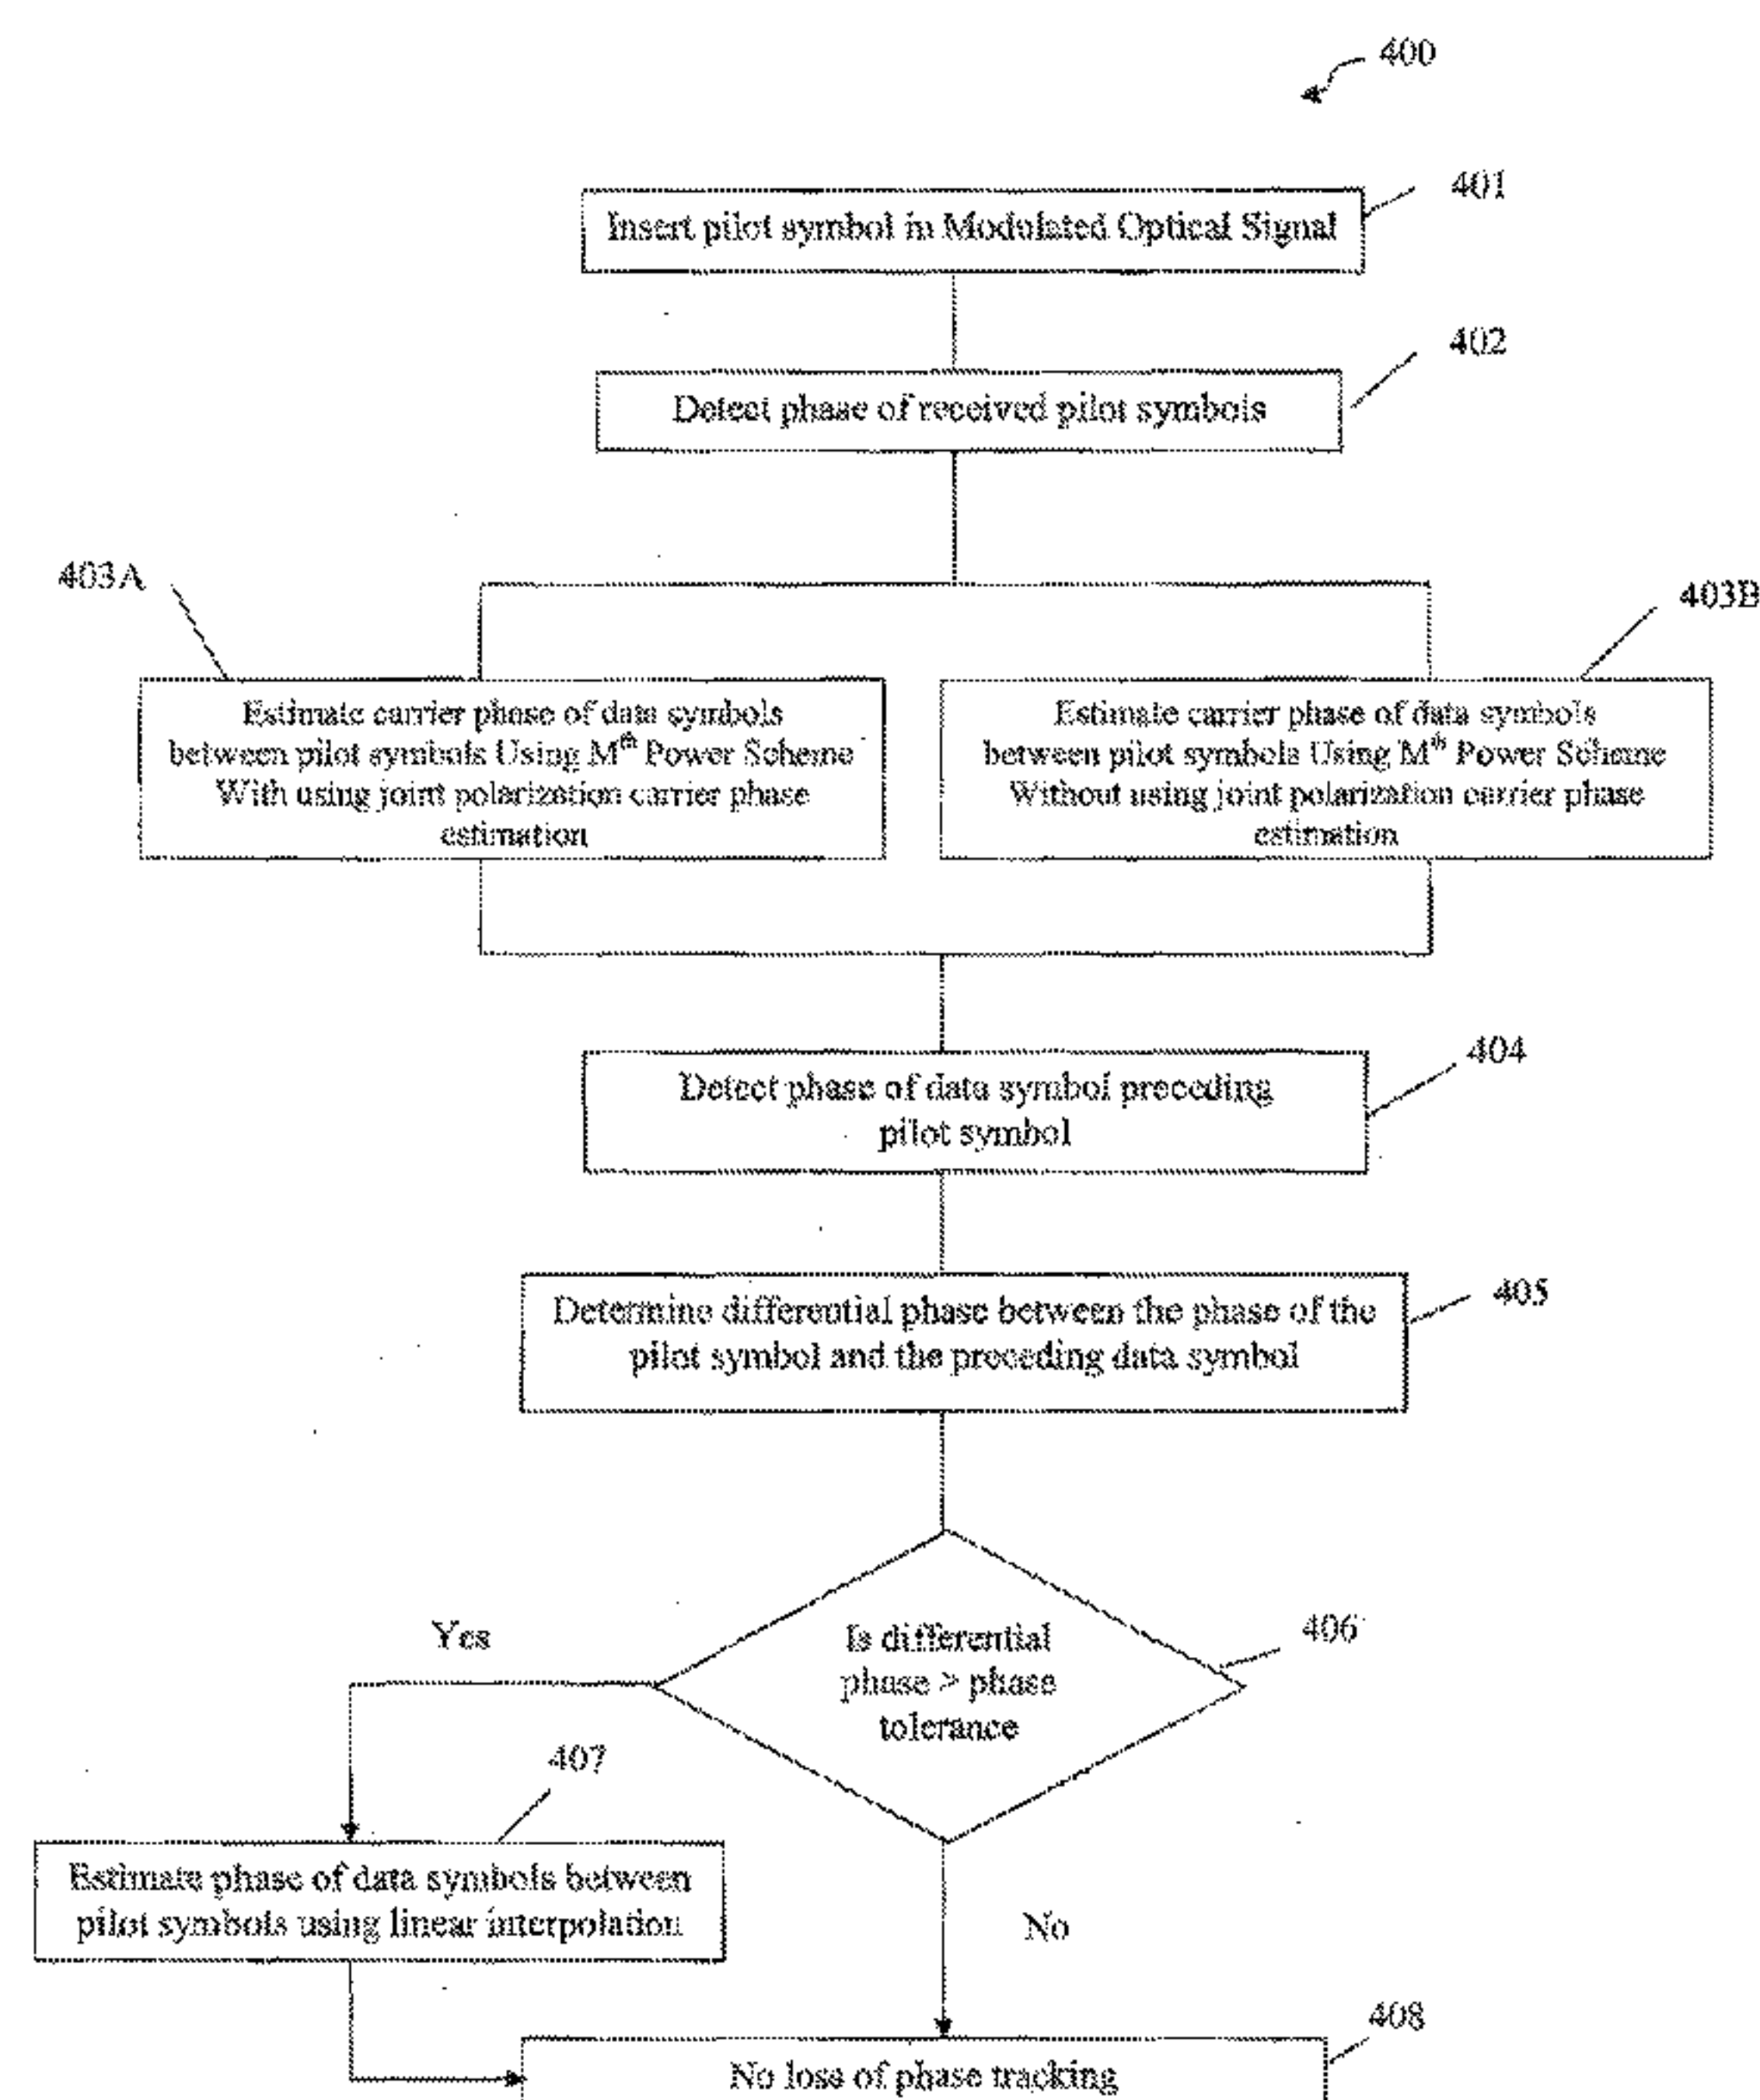 400
401
Insert pilot symbol in Modulated Optical Signal
402
Detect phase of received pilot symbols
403A
403B
Estimate carrier phase of data symbols
between pilot symbols Using Mth Power Scheme
With using joint polarization carrier phase
estimation
Estimate carrier phase of data symbols
between pilot symbols Using Mth Power Scheme
Without using joint polarization carrier phase
estimation
404
Detect phase of data symbol preceding
pilot symbol
405
Determine differential phase between the phase of the
pilot symbol and the preceding data symbol
406
Yes
Is differential
phase > phase
tolerance
407
Estimate phase of data symbols between
pilot symbols using linear interpolation
No
408
No loss of phase tracking